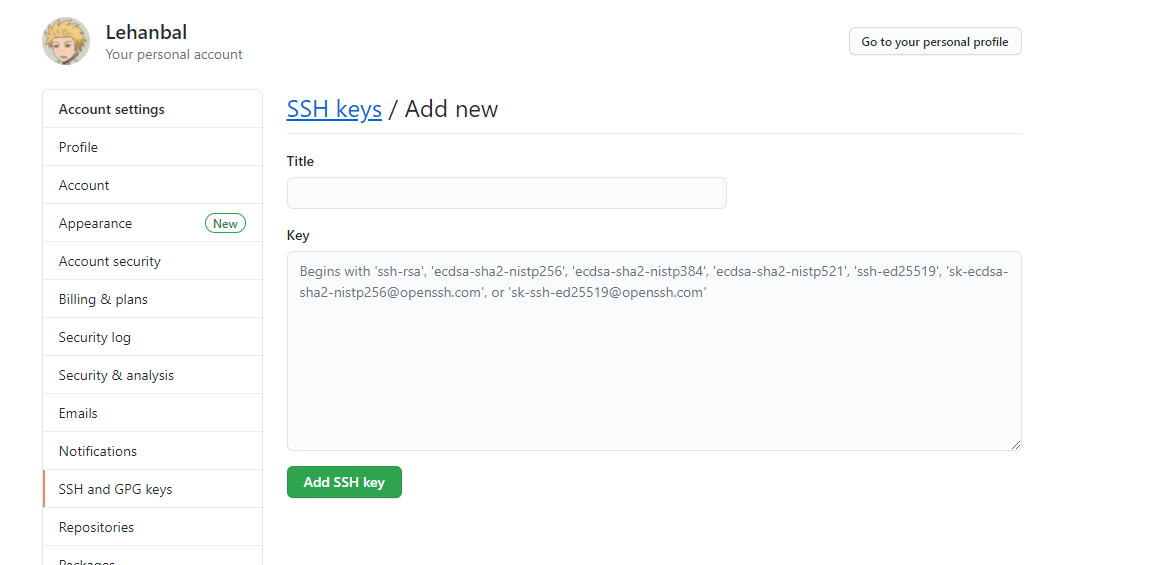 Lehanbal
Your personal account
Go to your personal profile
Account settings
Profile
Account
Appearance New
Account security
Billing & plans
Security log
Security & analysis
Emails
Notifications
SSH and GPG keys
Repositories
Packages
SSH keys / Add new
Title
Key
Begins with 'ssh-rsa', 'ecdsa-sha2-nistp256', 'ecdsa-sha2-nistp384', 'ecdsa-sha2-nistp521', 'ssh-ed25519', 'sk-ecdsa-
sha2-nistp256@openssh.com', or 'sk-ssh-ed25519@openssh.com'
Add SSH key